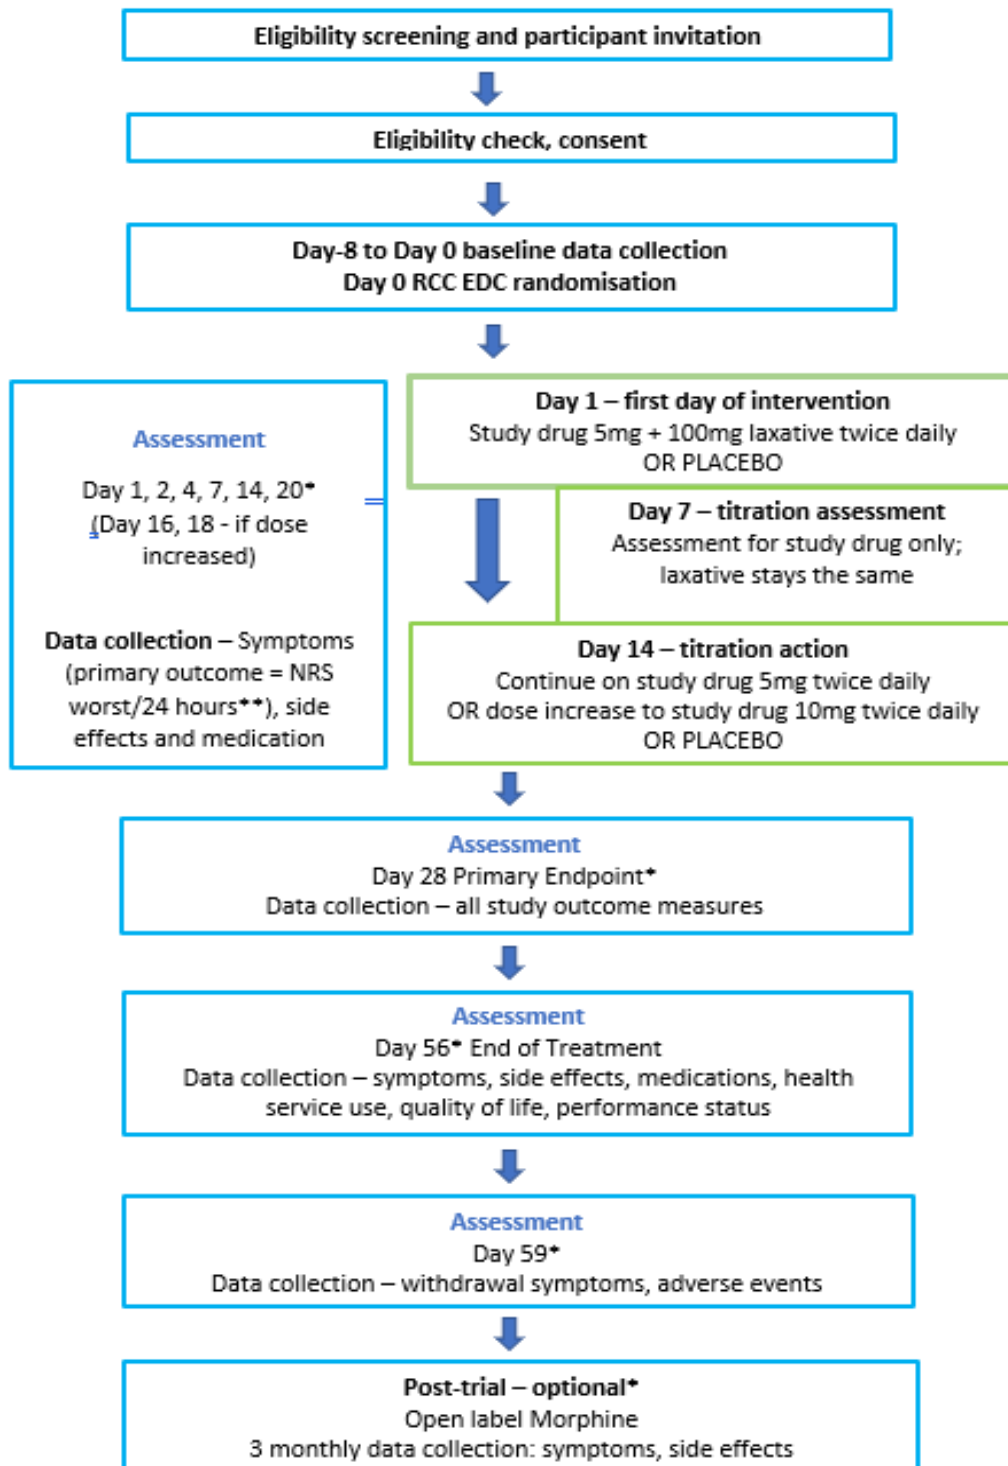 Eligibility screening and participant invitation
Eligibility check, consent
Day-8 to Day 0 baseline data collection
Day 0 RCC EDC randomisation
Assessment
Day 1, 2, 4, 7, 14, 20*
(Day 16, 18 - if dose
increased)
Data collection – Symptoms
(primary outcome = NRS
worst/24 hours**), side
effects and medication
Day 1 – first day of intervention
Study drug 5mg + 100mg laxative twice daily
OR PLACEBO
Day 7 – titration assessment
Assessment for study drug only;
laxative stays the same
Day 14 – titration action
Continue on study drug 5mg twice daily
OR dose increase to study drug 10mg twice daily
OR PLACEBO
Assessment
Day 28 Primary Endpoint*
Data collection – all study outcome measures
Assessment
Day 56* End of Treatment
Data collection – symptoms, side effects, medications, health
service use, quality of life, performance status
Assessment
Day 59*
Data collection – withdrawal symptoms, adverse events
Post-trial – optional*
Open label Morphine
3 monthly data collection: symptoms, side effects